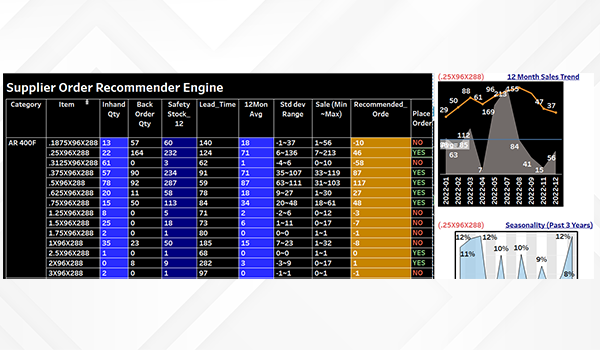 Supplier Order Recommender Engine
Category Item Inhand Qty Back Order Qty Safety Stock_ 12 Lead_Time 12Mon Avg Std dev Range Sale (Min ~Max) Recommended_ Orde Place Order
AR 400F .1875X96X288 13 57 60 140 18 -1~37 1~56 -10 NO
.25X96X288 22 164 232 124 71 6~136 7~213 46 YES
.3125X96X288 61 0 3 62 1 -4~6 0~10 -58 NO
.375X96X288 57 90 234 91 71 35~107 33~119 87 YES
.5X96X288 78 92 287 59 87 63~111 31~103 117 YES
.625X96X288 20 11 58 78 18 9~27 1~30 27 YES
.75X96X288 15 50 113 84 34 20~48 18~61 48 YES
1.25X96X288 8 0 5 71 2 -2~6 0~12 -3 NO
1.5X96X288 25 0 18 73 6 1~11 0~17 -7 NO
1.75X96X288 2 0 1 80 0 0~0 1~1 -1 NO
1X96X288 35 23 50 185 15 7~23 1~32 -8 NO
2.5X96X288 1 0 1 68 0 0~0 1~1 0 YES
2X96X288 0 8 9 282 3 -3~9 0~17 1 YES
3X96X288 2 0 1 97 0 -1~1 0~1 -1 NO
(.25X96X288) 12 Month Sales Trend
29 50 88 61 96 213 155 47 37
63 112 7 169 84 41 15 56
2022-01 2022-02 2022-03 2022-04 2022-05 2022-06 2022-07 2022-08 2022-09 2022-10 2022-11 2022-12
(.25X96X288) Seasonality (Past 3 Years)
12% 12% 12%
11% 10% 10% 9% 8%